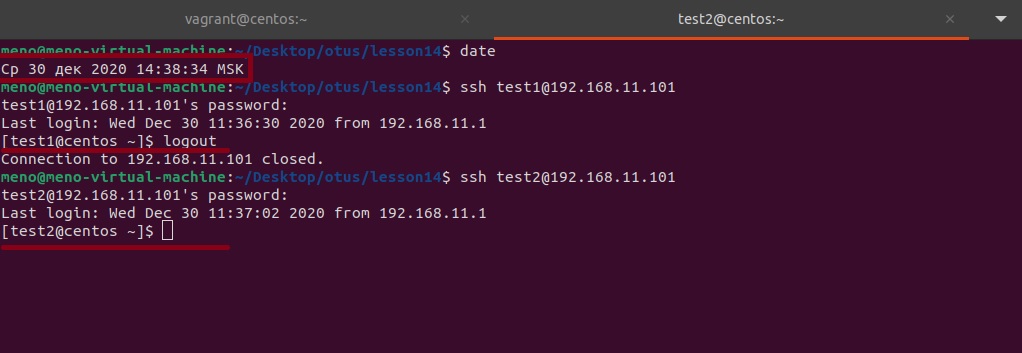 vagrant@centos:~
test2@centos:~
meno@meno-virtual-machine:~/Desktop/otus/lesson14$ date
Ср 30 дек 2020 14:38:34 MSK
meno@meno-virtual-machine:~/Desktop/otus/lesson14$ ssh test1@192.168.11.101
test1@192.168.11.101's password:
Last login: Wed Dec 30 11:36:30 2020 from 192.168.11.1
[test1@centos ~]$ logout
Connection to 192.168.11.101 closed.
meno@meno-virtual-machine:~/Desktop/otus/lesson14$ ssh test2@192.168.11.101
test2@192.168.11.101's password:
Last login: Wed Dec 30 11:37:02 2020 from 192.168.11.1
[test2@centos ~]$